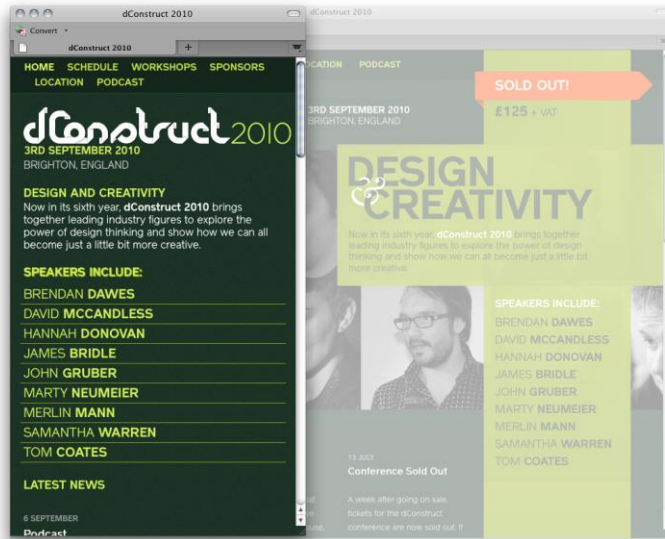 dConstruct 2010
Convert
dConstruct 2010
HOME SCHEDULE WORKSHOPS SPONSORS
LOCATION PODCAST
dConstruct2010
3RD SEPTEMBER 2010
BRIGHTON, ENGLAND
DESIGN AND CREATIVITY
Now in its sixth year, dConstruct 2010 brings
together leading industry figures to explore the
power of design thinking and show how we can all
become just a little bit more creative.
SPEAKERS INCLUDE:
BRENDAN DAWES
DAVID MCCANDLESS
HANNAH DONOVAN
JAMES BRIDLE
JOHN GRUBER
MARTY NEUMEIER
MERLIN MANN
SAMANTHA WARREN
TOM COATES
LATEST NEWS
6 SEPTEMBER
Podcast
dConstruct 2010
PODCAST
SOLD OUT!
£125 + VAT
3RD SEPTEMBER 2010
BRIGHTON, ENGLAND
DESIGN
& CREATIVITY
Now in its sixth year, dConstruct 2010 brings together
leading industry figures to explore the power of design
thinking and show how we can all become just a little bit
more creative.
SPEAKERS INCLUDE:
BRENDAN DAWES
DAVID MCCANDLESS
HANNAH DONOVAN
JAMES BRIDLE
JOHN GRUBER
MARTY NEUMEIER
MERLIN MANN
SAMANTHA WARREN
TOM COATES
13 JULY
Conference Sold Out
A week after going on sale,
tickets for the dConstruct
conference are now sold out. If